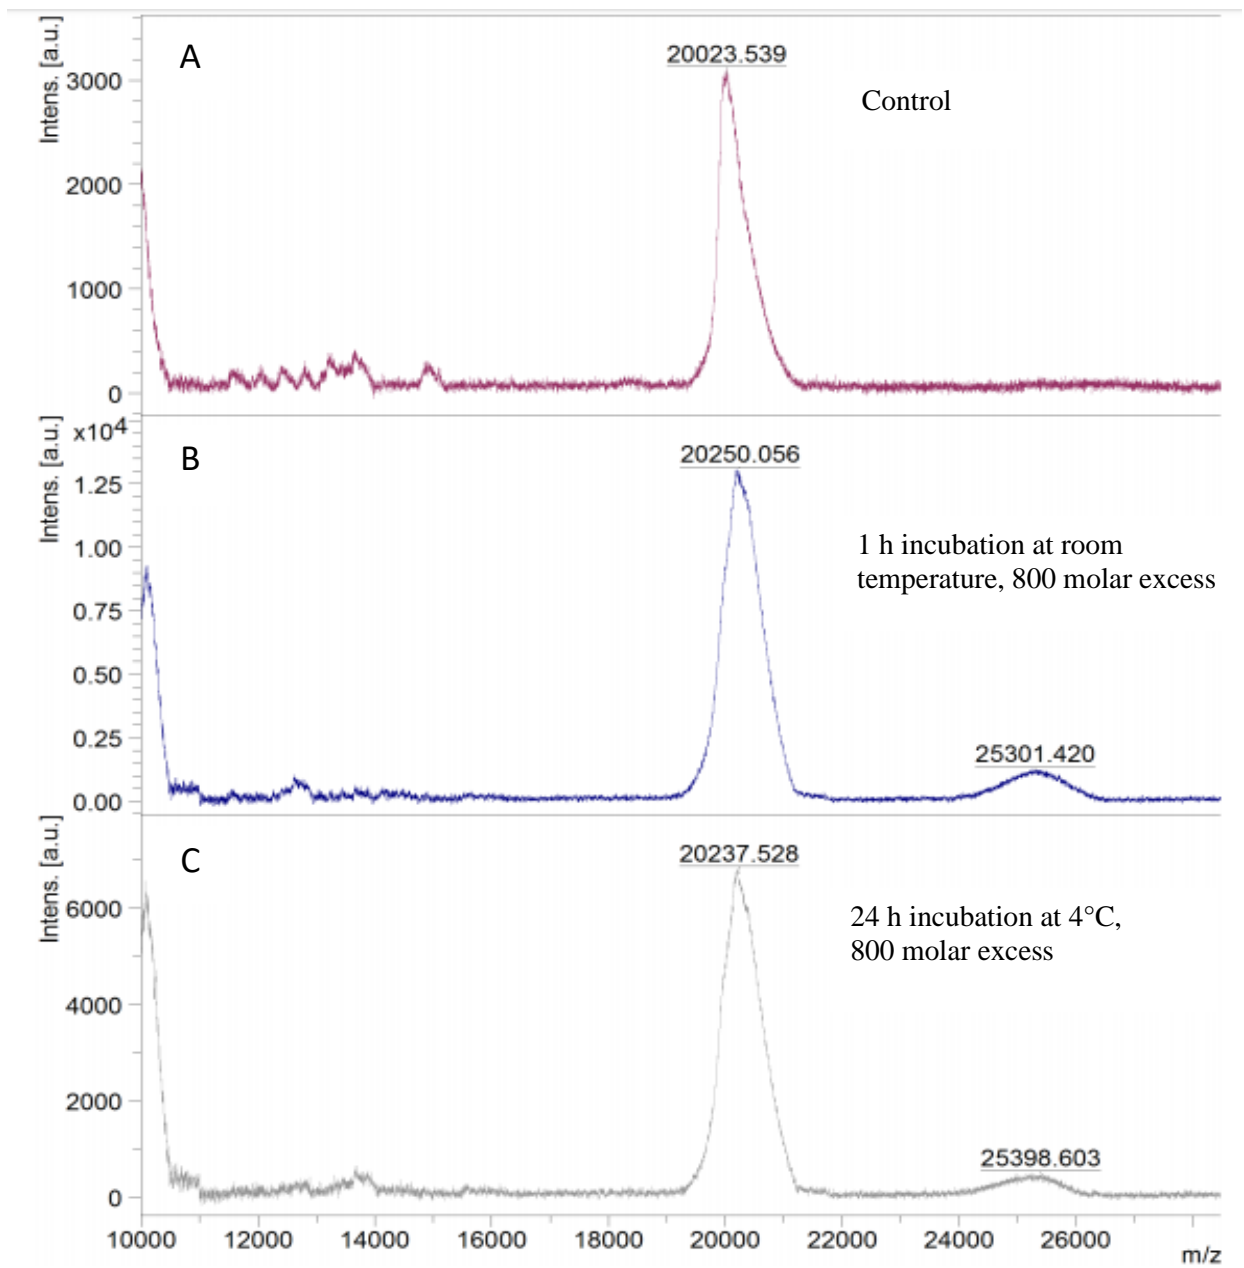 A
20023.539
Control
Intens. [a.u.]
3000
2000
1000
0
B
20250.056
1 h incubation at room
temperature, 800 molar excess
25301.420
Intens. [a.u.]
x10⁴
1.25
1.00
0.75
0.50
0.25
0.00
C
20237.528
24 h incubation at 4°C,
800 molar excess
25398.603
Intens. [a.u.]
6000
4000
2000
0
10000 12000 14000 16000 18000 20000 22000 24000 26000
m/z